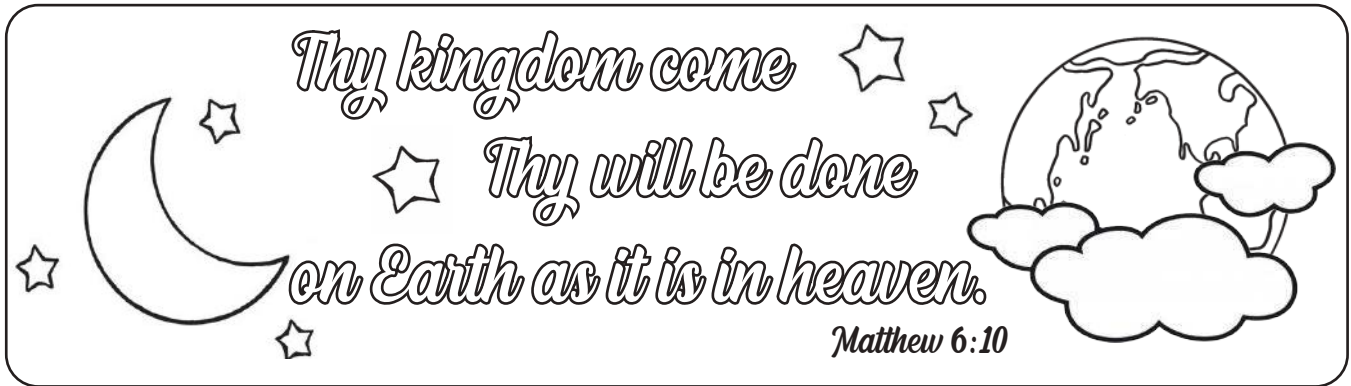 Thy kingdom come
Thy will be done
on Earth as it is in heaven.
Matthew 6:10